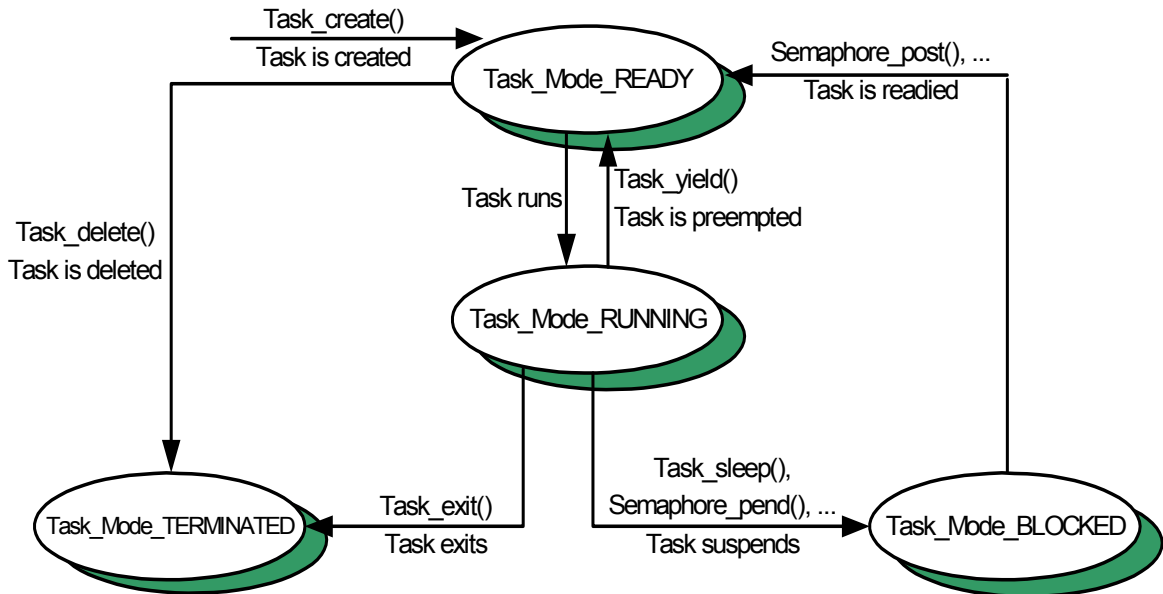 Task_create()
Task is created
Task_Mode_READY
Semaphore_post(), ...
Task is readied
Task runs
Task_yield()
Task is preempted
Task_delete()
Task is deleted
Task_Mode_RUNNING
Task_sleep(),
Semaphore_pend(), ...
Task suspends
Task_exit()
Task exits
Task_Mode_TERMINATED
Task_Mode_BLOCKED